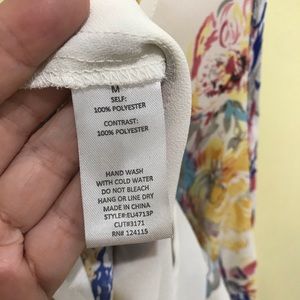 M
SELF:
100% POLYESTER
CONTRAST:
100% POLYESTER
HAND WASH
WITH COLD WATER
DO NOT BLEACH
HANG OR LINE DRY
MADE IN CHINA
STYLE#:EU4713P
CUT#3171
RN# 124115